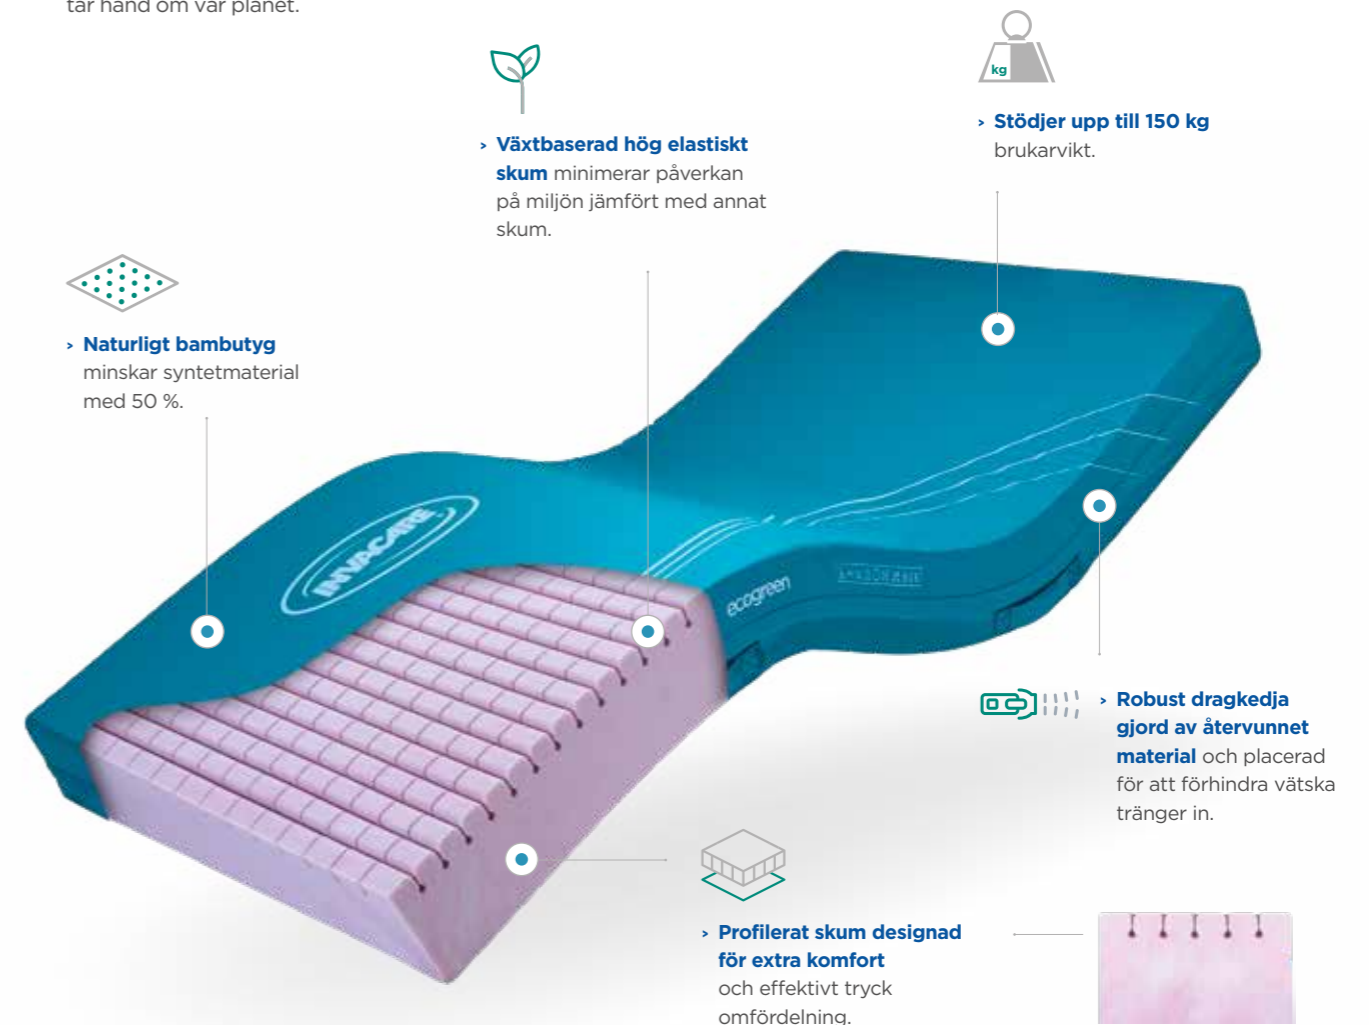 tar hand om vår planet.
kg
> Stödjer upp till 150 kg
brukarvikt.
> Växtbaserad hög elastiskt
skum minimerar påverkan
på miljön jämfört med annat
skum.
> Naturligt bambutyg
minskar syntetmaterial
med 50 %.
INVACARE
ecogreen
> Robust dragkedja
gjord av återvunnet
material och placerad
för att förhindra vätska
tränger in.
> Profilerat skum designad
för extra komfort
och effektivt tryck
omfördelning.